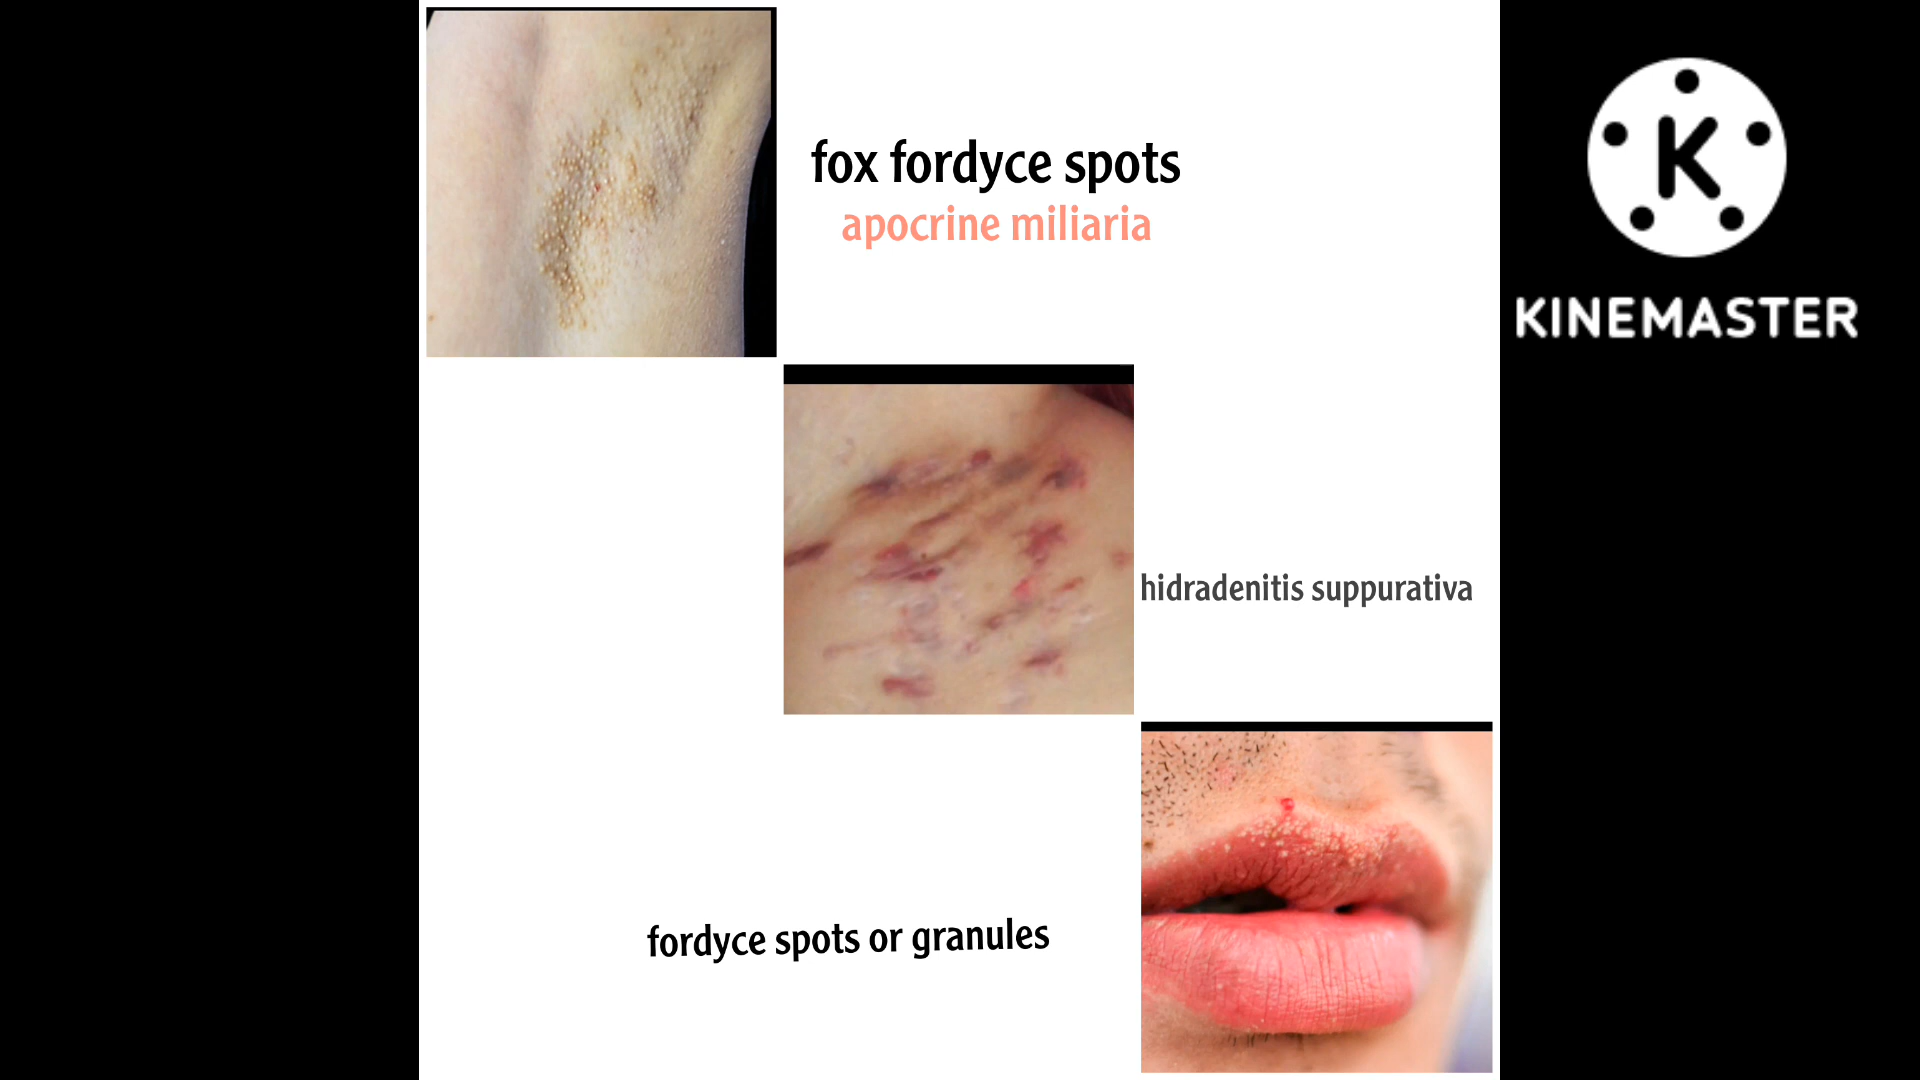 fox fordyce spots
apocrine miliaria
K
KINEMASTER
hidradenitis suppurativa
fordyce spots or granules